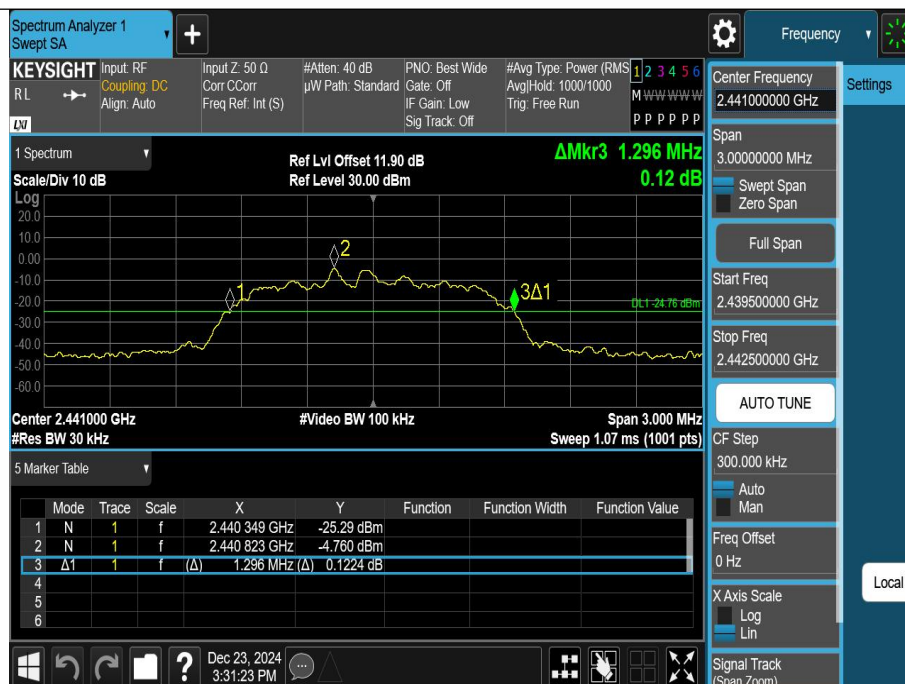 Spectrum Analyzer 1
Swept SA
Frequency
KEYSIGHT
RL
LXI
Input: RF
Coupling: DC
Align: Auto
Input Z: 50 Ω
Corr CCorr
Freq Ref: Int (S)
#Atten: 40 dB
µW Path: Standard
PNO: Best Wide
Gate: Off
IF Gain: Low
Sig Track: Off
#Avg Type: Power (RMS
Avg|Hold: 1000/1000
Trig: Free Run
1 2 3 4 5 6
M W W W W W
P P P P P P
1 Spectrum
Scale/Div 10 dB
Ref Lvl Offset 11.90 dB
Ref Level 30.00 dBm
ΔMkr3 1.296 MHz
0.12 dB
Log
20.0
10.0
0.00
-10.0
-20.0
-30.0
-40.0
-50.0
-60.0
1
2
3Δ1
DL1 -24.76 dBm
Center 2.441000 GHz
#Res BW 30 kHz
#Video BW 100 kHz
Span 3.000 MHz
Sweep 1.07 ms (1001 pts)
5 Marker Table
Mode Trace Scale X Y Function Function Width Function Value
1 N 1 f 2.440 349 GHz -25.29 dBm
2 N 1 f 2.440 823 GHz -4.760 dBm
3 Δ1 1 f (Δ) 1.296 MHz (Δ) 0.1224 dB
4
5
6
?
Dec 23, 2024
3:31:23 PM
Center Frequency
2.441000000 GHz
Span
3.00000000 MHz
Swept Span
Zero Span
Full Span
Start Freq
2.439500000 GHz
Stop Freq
2.442500000 GHz
AUTO TUNE
CF Step
300.000 kHz
Auto
Man
Freq Offset
0 Hz
X Axis Scale
Log
Lin
Signal Track
(Span Zoom)
Settings
Local